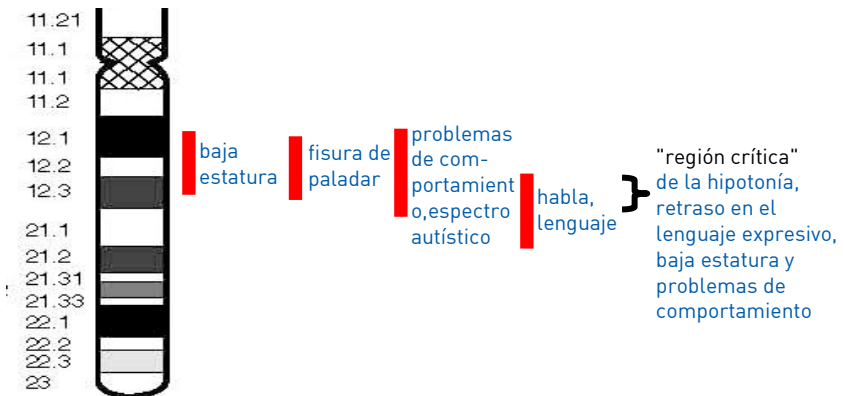 11.21
11.1
11.1
11.2
12.1
12.2
12.3
21.1
21.2
21.31
21.33
22.1
22.2
22.3
23
baja
estatura
fisura de
paladar
problemas
de com-
portamient
o,espectro
autístico
habla,
lenguaje
"región crítica"
de la hipotonía,
retraso en el
lenguaje expresivo,
baja estatura y
problemas de
comportamiento